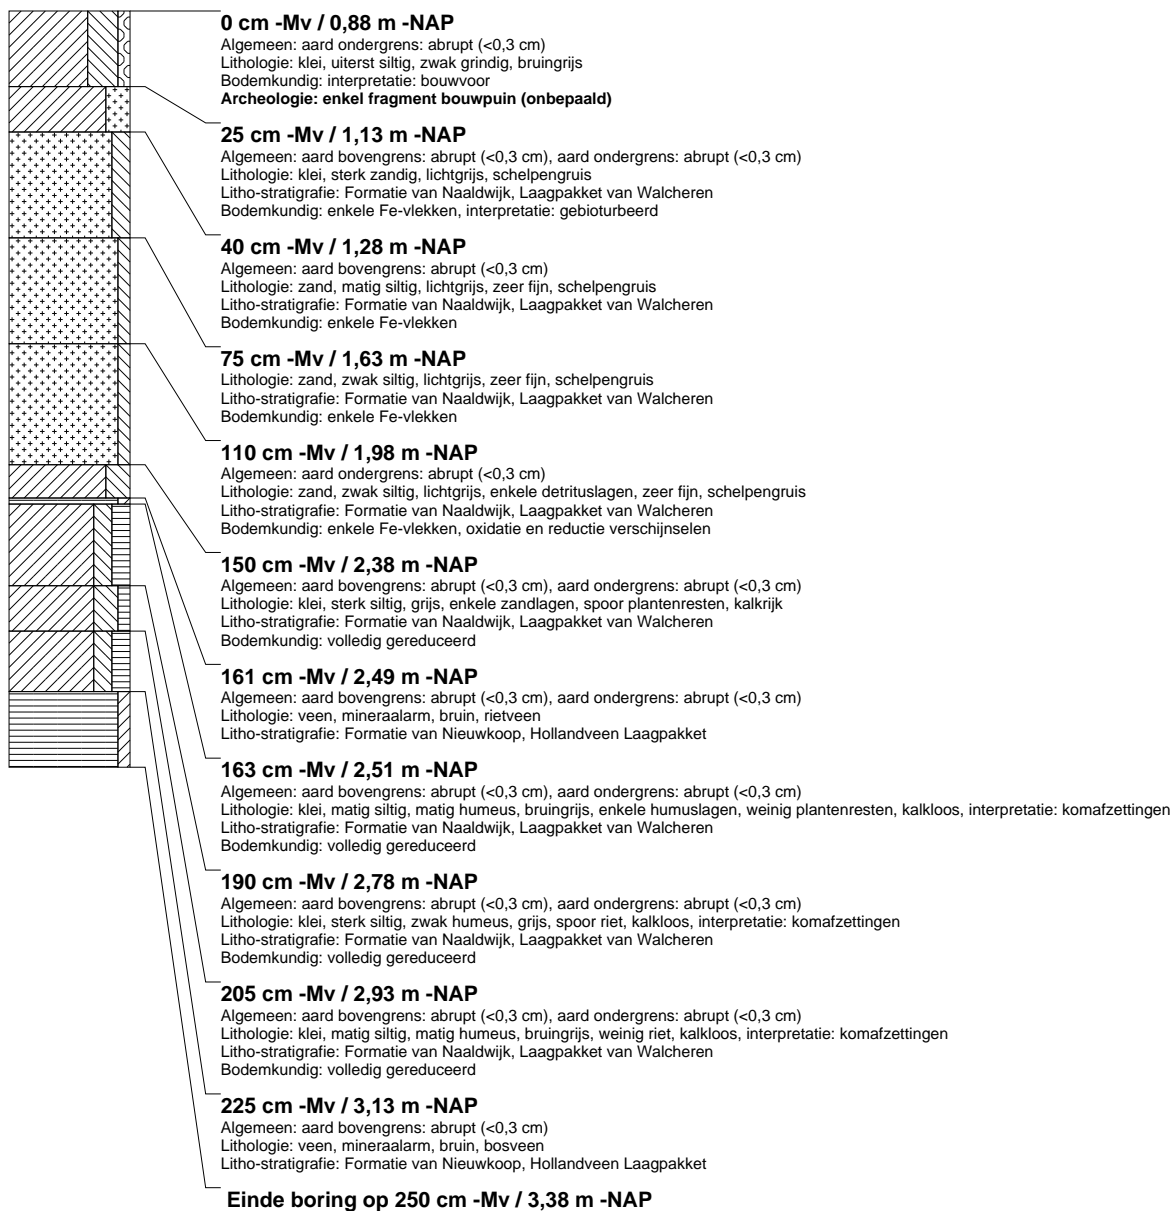 0 cm -Mv / 0,88 m -NAP
Algemeen: aard ondergrens: abrupt (<0,3 cm)
Lithologie: klei, uiterst siltig, zwak grindig, bruingrijs
Bodemkundig: interpretatie: bouwvoor
Archeologie: enkel fragment bouwpuin (onbepaald)
25 cm -Mv / 1,13 m -NAP
Algemeen: aard bovengrens: abrupt (<0,3 cm), aard ondergrens: abrupt (<0,3 cm)
Lithologie: klei, sterk zandig, lichtgrijs, schelpengruis
Litho-stratigrafie: Formatie van Naaldwijk, Laagpakket van Walcheren
Bodemkundig: enkele Fe-vlekken, interpretatie: gebioturbeerd
40 cm -Mv / 1,28 m -NAP
Algemeen: aard bovengrens: abrupt (<0,3 cm)
Lithologie: zand, matig siltig, lichtgrijs, zeer fijn, schelpengruis
Litho-stratigrafie: Formatie van Naaldwijk, Laagpakket van Walcheren
Bodemkundig: enkele Fe-vlekken
75 cm -Mv / 1,63 m -NAP
Lithologie: zand, zwak siltig, lichtgrijs, zeer fijn, schelpengruis
Litho-stratigrafie: Formatie van Naaldwijk, Laagpakket van Walcheren
Bodemkundig: enkele Fe-vlekken
110 cm -Mv / 1,98 m -NAP
Algemeen: aard ondergrens: abrupt (<0,3 cm)
Lithologie: zand, zwak siltig, lichtgrijs, enkele detrituslagen, zeer fijn, schelpengruis
Litho-stratigrafie: Formatie van Naaldwijk, Laagpakket van Walcheren
Bodemkundig: enkele Fe-vlekken, oxidatie en reductie verschijnselen
150 cm -Mv / 2,38 m -NAP
Algemeen: aard bovengrens: abrupt (<0,3 cm), aard ondergrens: abrupt (<0,3 cm)
Lithologie: klei, sterk siltig, grijs, enkele zandlagen, spoor plantenresten, kalkrijk
Litho-stratigrafie: Formatie van Naaldwijk, Laagpakket van Walcheren
Bodemkundig: volledig gereduceerd
161 cm -Mv / 2,49 m -NAP
Algemeen: aard bovengrens: abrupt (<0,3 cm), aard ondergrens: abrupt (<0,3 cm)
Lithologie: veen, mineraalarm, bruin, rietveen
Litho-stratigrafie: Formatie van Nieuwkoop, Hollandveen Laagpakket
163 cm -Mv / 2,51 m -NAP
Algemeen: aard bovengrens: abrupt (<0,3 cm), aard ondergrens: abrupt (<0,3 cm)
Lithologie: klei, matig siltig, matig humeus, bruingrijs, enkele humuslagen, weinig plantenresten, kalkloos, interpretatie: komafzettingen
Litho-stratigrafie: Formatie van Naaldwijk, Laagpakket van Walcheren
Bodemkundig: volledig gereduceerd
190 cm -Mv / 2,78 m -NAP
Algemeen: aard bovengrens: abrupt (<0,3 cm), aard ondergrens: abrupt (<0,3 cm)
Lithologie: klei, sterk siltig, zwak humeus, grijs, spoor riet, kalkloos, interpretatie: komafzettingen
Litho-stratigrafie: Formatie van Naaldwijk, Laagpakket van Walcheren
Bodemkundig: volledig gereduceerd
205 cm -Mv / 2,93 m -NAP
Algemeen: aard bovengrens: abrupt (<0,3 cm), aard ondergrens: abrupt (<0,3 cm)
Lithologie: klei, matig siltig, matig humeus, bruingrijs, weinig riet, kalkloos, interpretatie: komafzettingen
Litho-stratigrafie: Formatie van Naaldwijk, Laagpakket van Walcheren
Bodemkundig: volledig gereduceerd
225 cm -Mv / 3,13 m -NAP
Algemeen: aard bovengrens: abrupt (<0,3 cm)
Lithologie: veen, mineraalarm, bruin, bosveen
Litho-stratigrafie: Formatie van Nieuwkoop, Hollandveen Laagpakket
Einde boring op 250 cm -Mv / 3,38 m -NAP